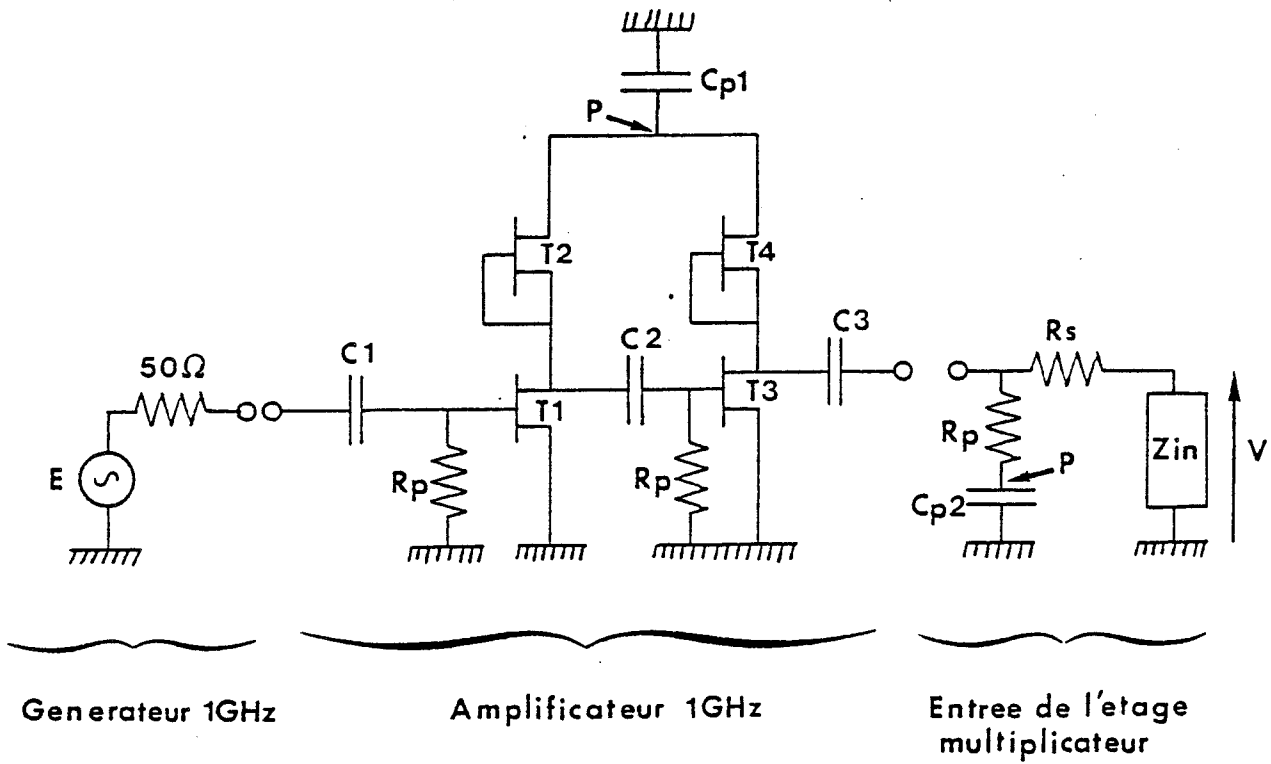 Cp1
P
T2
T4
C3
Rs
C1
C2
50Ω
T1
T3
Rp
P
Zin
V
E
Rp
Rp
Cp2
Generateur 1GHz
Amplificateur 1GHz
Entree de l'etage
multiplicateur